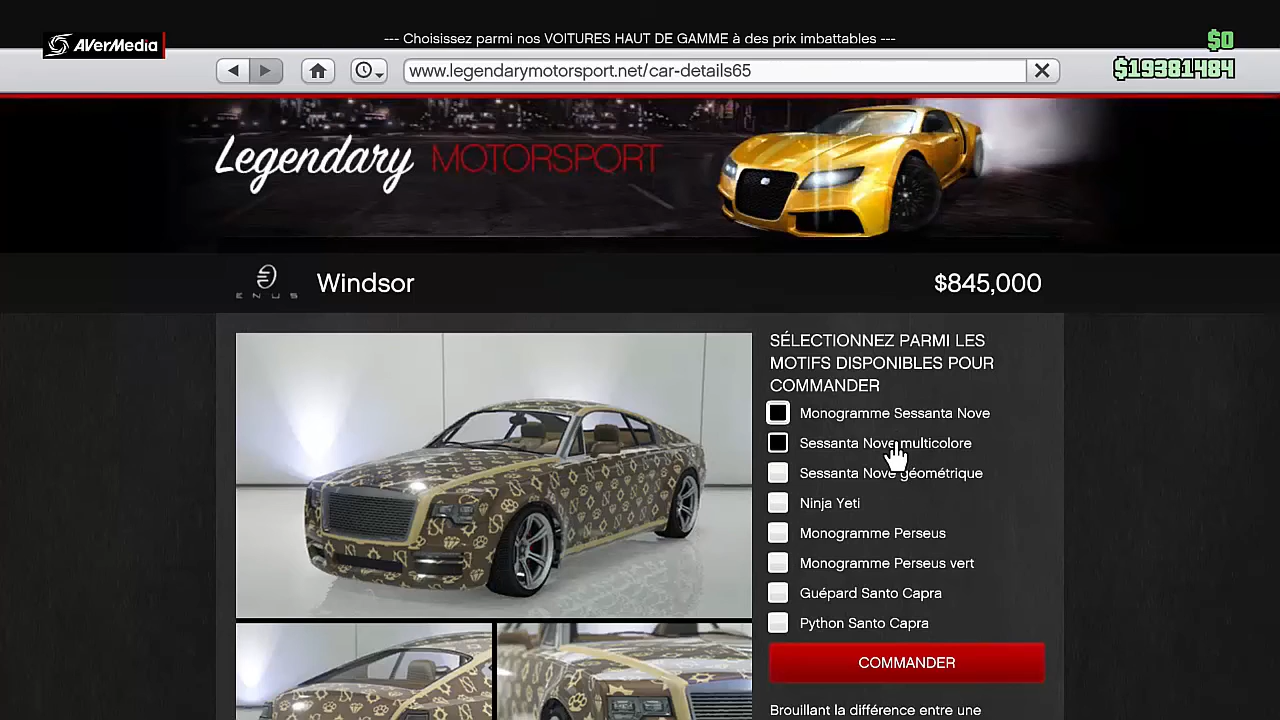 AVerMedia
--- Choisissez parmi nos VOITURES HAUT DE GAMME à des prix imbattables ---
$0
$19381484
www.legendarymotorsport.net/car-details65
Legendary MOTORSPORT
ENUS
Windsor
$845,000
SÉLECTIONNEZ PARMI LES
MOTIFS DISPONIBLES POUR
COMMANDER
Monogramme Sessanta Nove
Sessanta Nove multicolore
Sessanta Nove géométrique
Ninja Yeti
Monogramme Perseus
Monogramme Perseus vert
Guépard Santo Capra
Python Santo Capra
COMMANDER
Brouillant la différence entre une